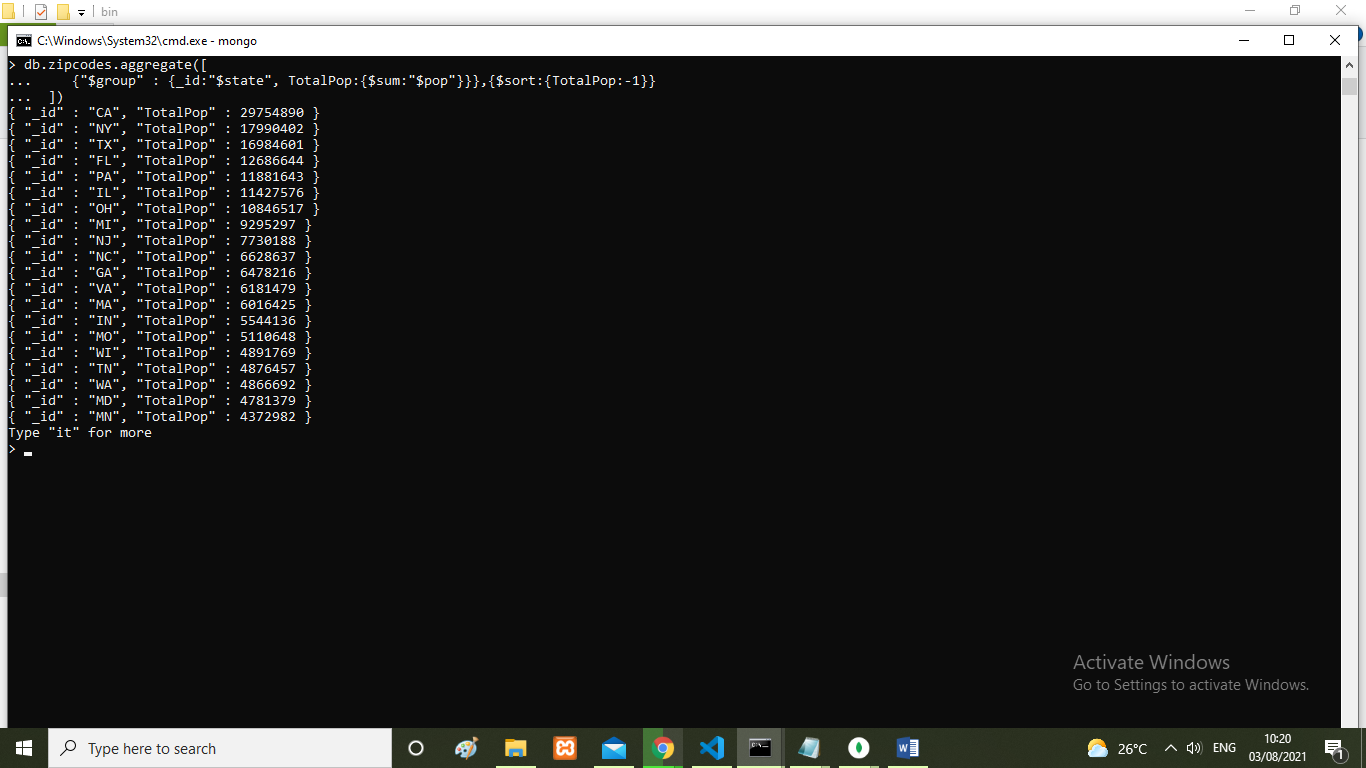 bin
C:\Windows\System32\cmd.exe - mongo
> db.zipcodes.aggregate([
...     {"$group" : {_id:"$state", TotalPop:{$sum:"$pop"}}},{$sort:{TotalPop:-1}}
...  ])
{ "_id" : "CA", "TotalPop" : 29754890 }
{ "_id" : "NY", "TotalPop" : 17990402 }
{ "_id" : "TX", "TotalPop" : 16984601 }
{ "_id" : "FL", "TotalPop" : 12686644 }
{ "_id" : "PA", "TotalPop" : 11881643 }
{ "_id" : "IL", "TotalPop" : 11427576 }
{ "_id" : "OH", "TotalPop" : 10846517 }
{ "_id" : "MI", "TotalPop" : 9295297 }
{ "_id" : "NJ", "TotalPop" : 7730188 }
{ "_id" : "NC", "TotalPop" : 6628637 }
{ "_id" : "GA", "TotalPop" : 6478216 }
{ "_id" : "VA", "TotalPop" : 6181479 }
{ "_id" : "MA", "TotalPop" : 6016425 }
{ "_id" : "IN", "TotalPop" : 5544136 }
{ "_id" : "MO", "TotalPop" : 5110648 }
{ "_id" : "WI", "TotalPop" : 4891769 }
{ "_id" : "TN", "TotalPop" : 4876457 }
{ "_id" : "WA", "TotalPop" : 4866692 }
{ "_id" : "MD", "TotalPop" : 4781379 }
{ "_id" : "MN", "TotalPop" : 4372982 }
Type "it" for more
>
Activate Windows
Go to Settings to activate Windows.
Type here to search
26°C
ENG
10:20
03/08/2021
1